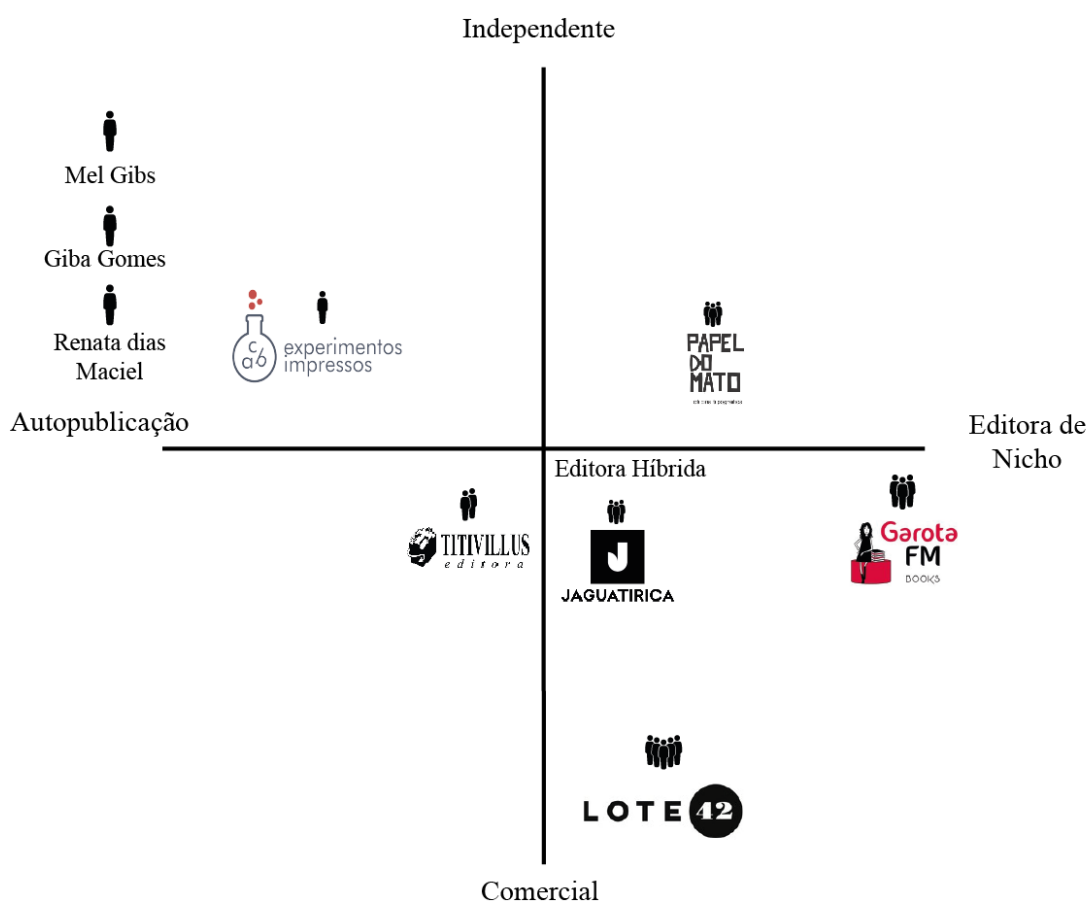 Independente
Mel Gibs
Giba Gomes
Renata dias
Maciel
c
ab
experimentos
impressos
PAPEL
DO
MATO
Autopublicação
Editora de
Nicho
Editora Híbrida
TITIVILLUS
editora
J
JAGUATIRICA
Garota
FM
BOOKS
LOTE 42
Comercial